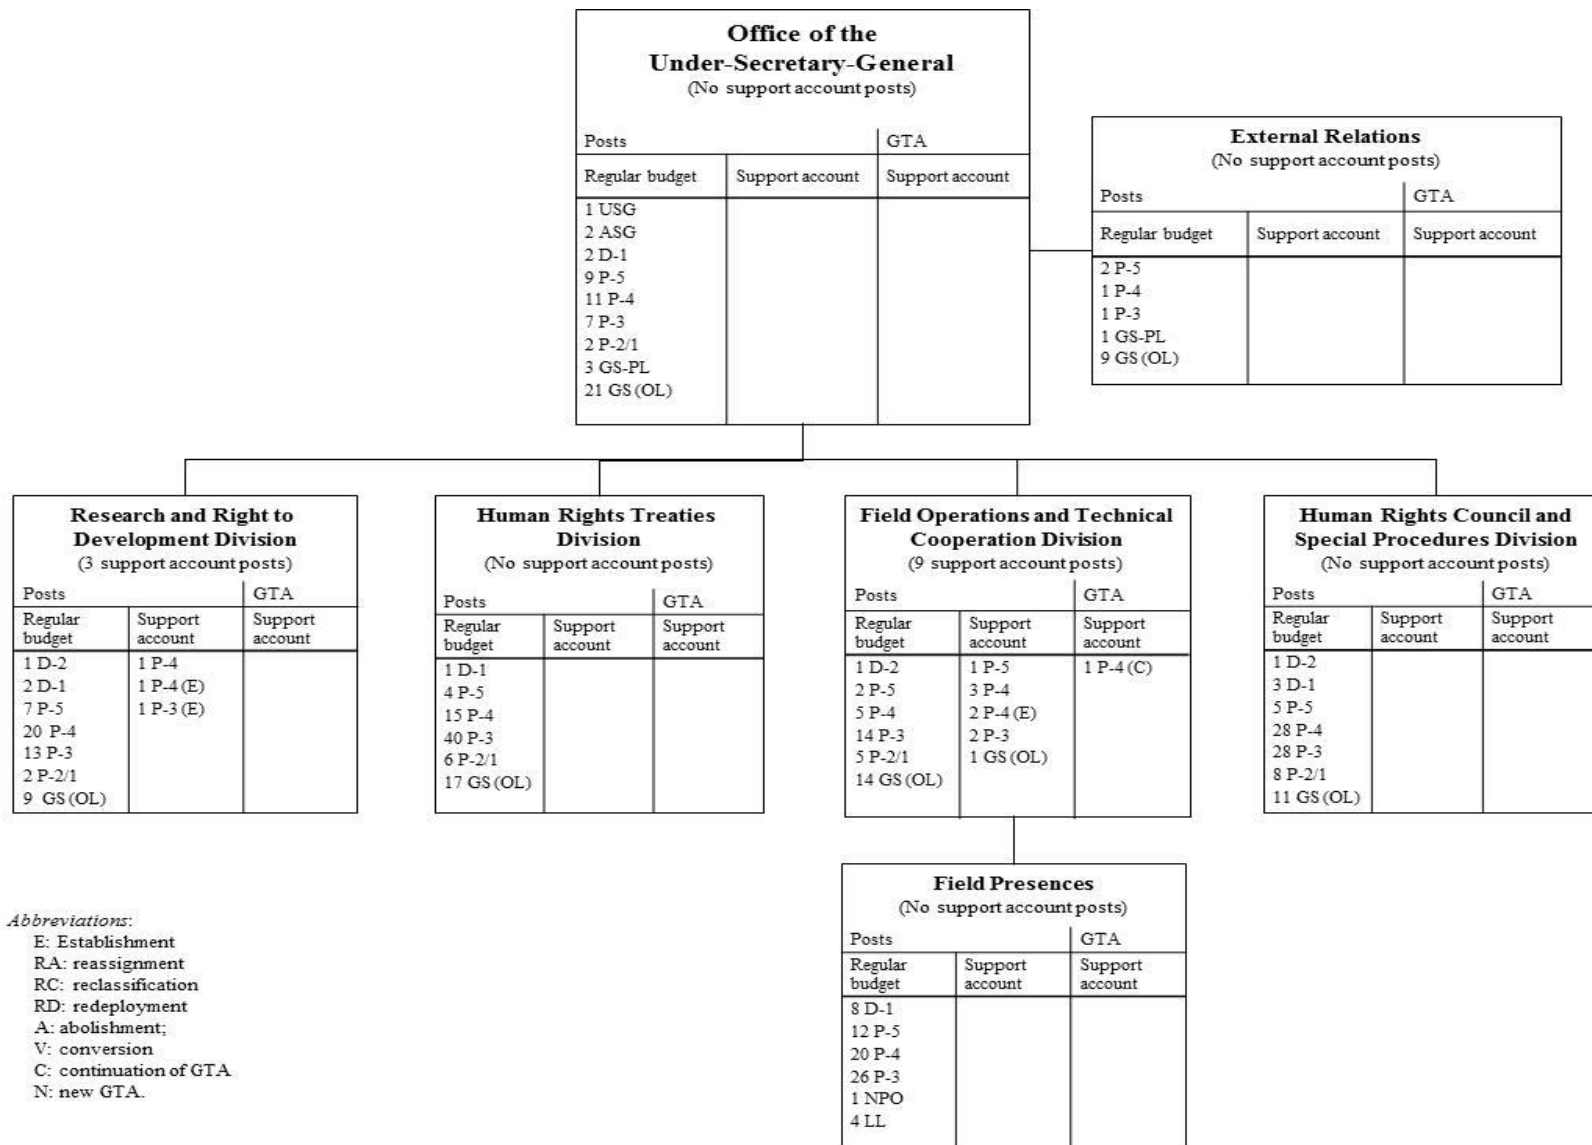 Office of the
Under-Secretary-General
(No support account posts)
Posts GTA
Regular budget Support account Support account
1 USG
2 ASG
2 D-1
9 P-5
11 P-4
7 P-3
2 P-2/1
3 GS-PL
21 GS (OL)
External Relations
(No support account posts)
Posts GTA
Regular budget Support account Support account
2 P-5
1 P-4
1 P-3
1 GS-PL
9 GS (OL)
Research and Right to
Development Division
(3 support account posts)
Posts GTA
Regular Support Support
budget account account
1 D-2 1 P-4
2 D-1 1 P-4 (E)
7 P-5 1 P-3 (E)
20 P-4
13 P-3
2 P-2/1
9 GS (OL)
Human Rights Treaties
Division
(No support account posts)
Posts GTA
Regular Support Support
budget account account
1 D-1
4 P-5
15 P-4
40 P-3
6 P-2/1
17 GS (OL)
Field Operations and Technical
Cooperation Division
(9 support account posts)
Posts GTA
Regular Support Support
budget account account
1 D-2 1 P-5 1 P-4 (C)
2 P-5 3 P-4
5 P-4 2 P-4 (E)
14 P-3 2 P-3
5 P-2/1 1 GS (OL)
14 GS (OL)
Human Rights Council and
Special Procedures Division
(No support account posts)
Posts GTA
Regular Support Support
budget account account
1 D-2
3 D-1
5 P-5
28 P-4
28 P-3
8 P-2/1
11 GS (OL)
Field Presences
(No support account posts)
Posts GTA
Regular Support Support
budget account account
8 D-1
12 P-5
20 P-4
26 P-3
1 NPO
4 LL
Abbreviations:
E: Establishment
RA: reassignment
RC: reclassification
RD: redeployment
A: abolishment;
V: conversion
C: continuation of GTA
N: new GTA.